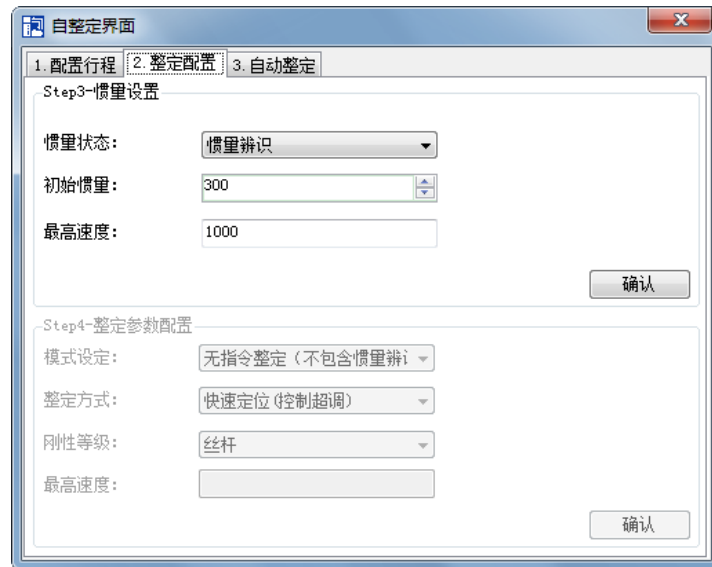 自整定界面
1.配置行程 2.整定配置 3.自动整定
Step3-惯量设置
惯量状态: 惯量辨识
初始惯量: 300
最高速度: 1000
确认
Step4-整定参数配置
模式设定: 无指令整定（不包含惯量辨i
整定方式: 快速定位(控制超调)
刚性等级: 丝杆
最高速度:
确认